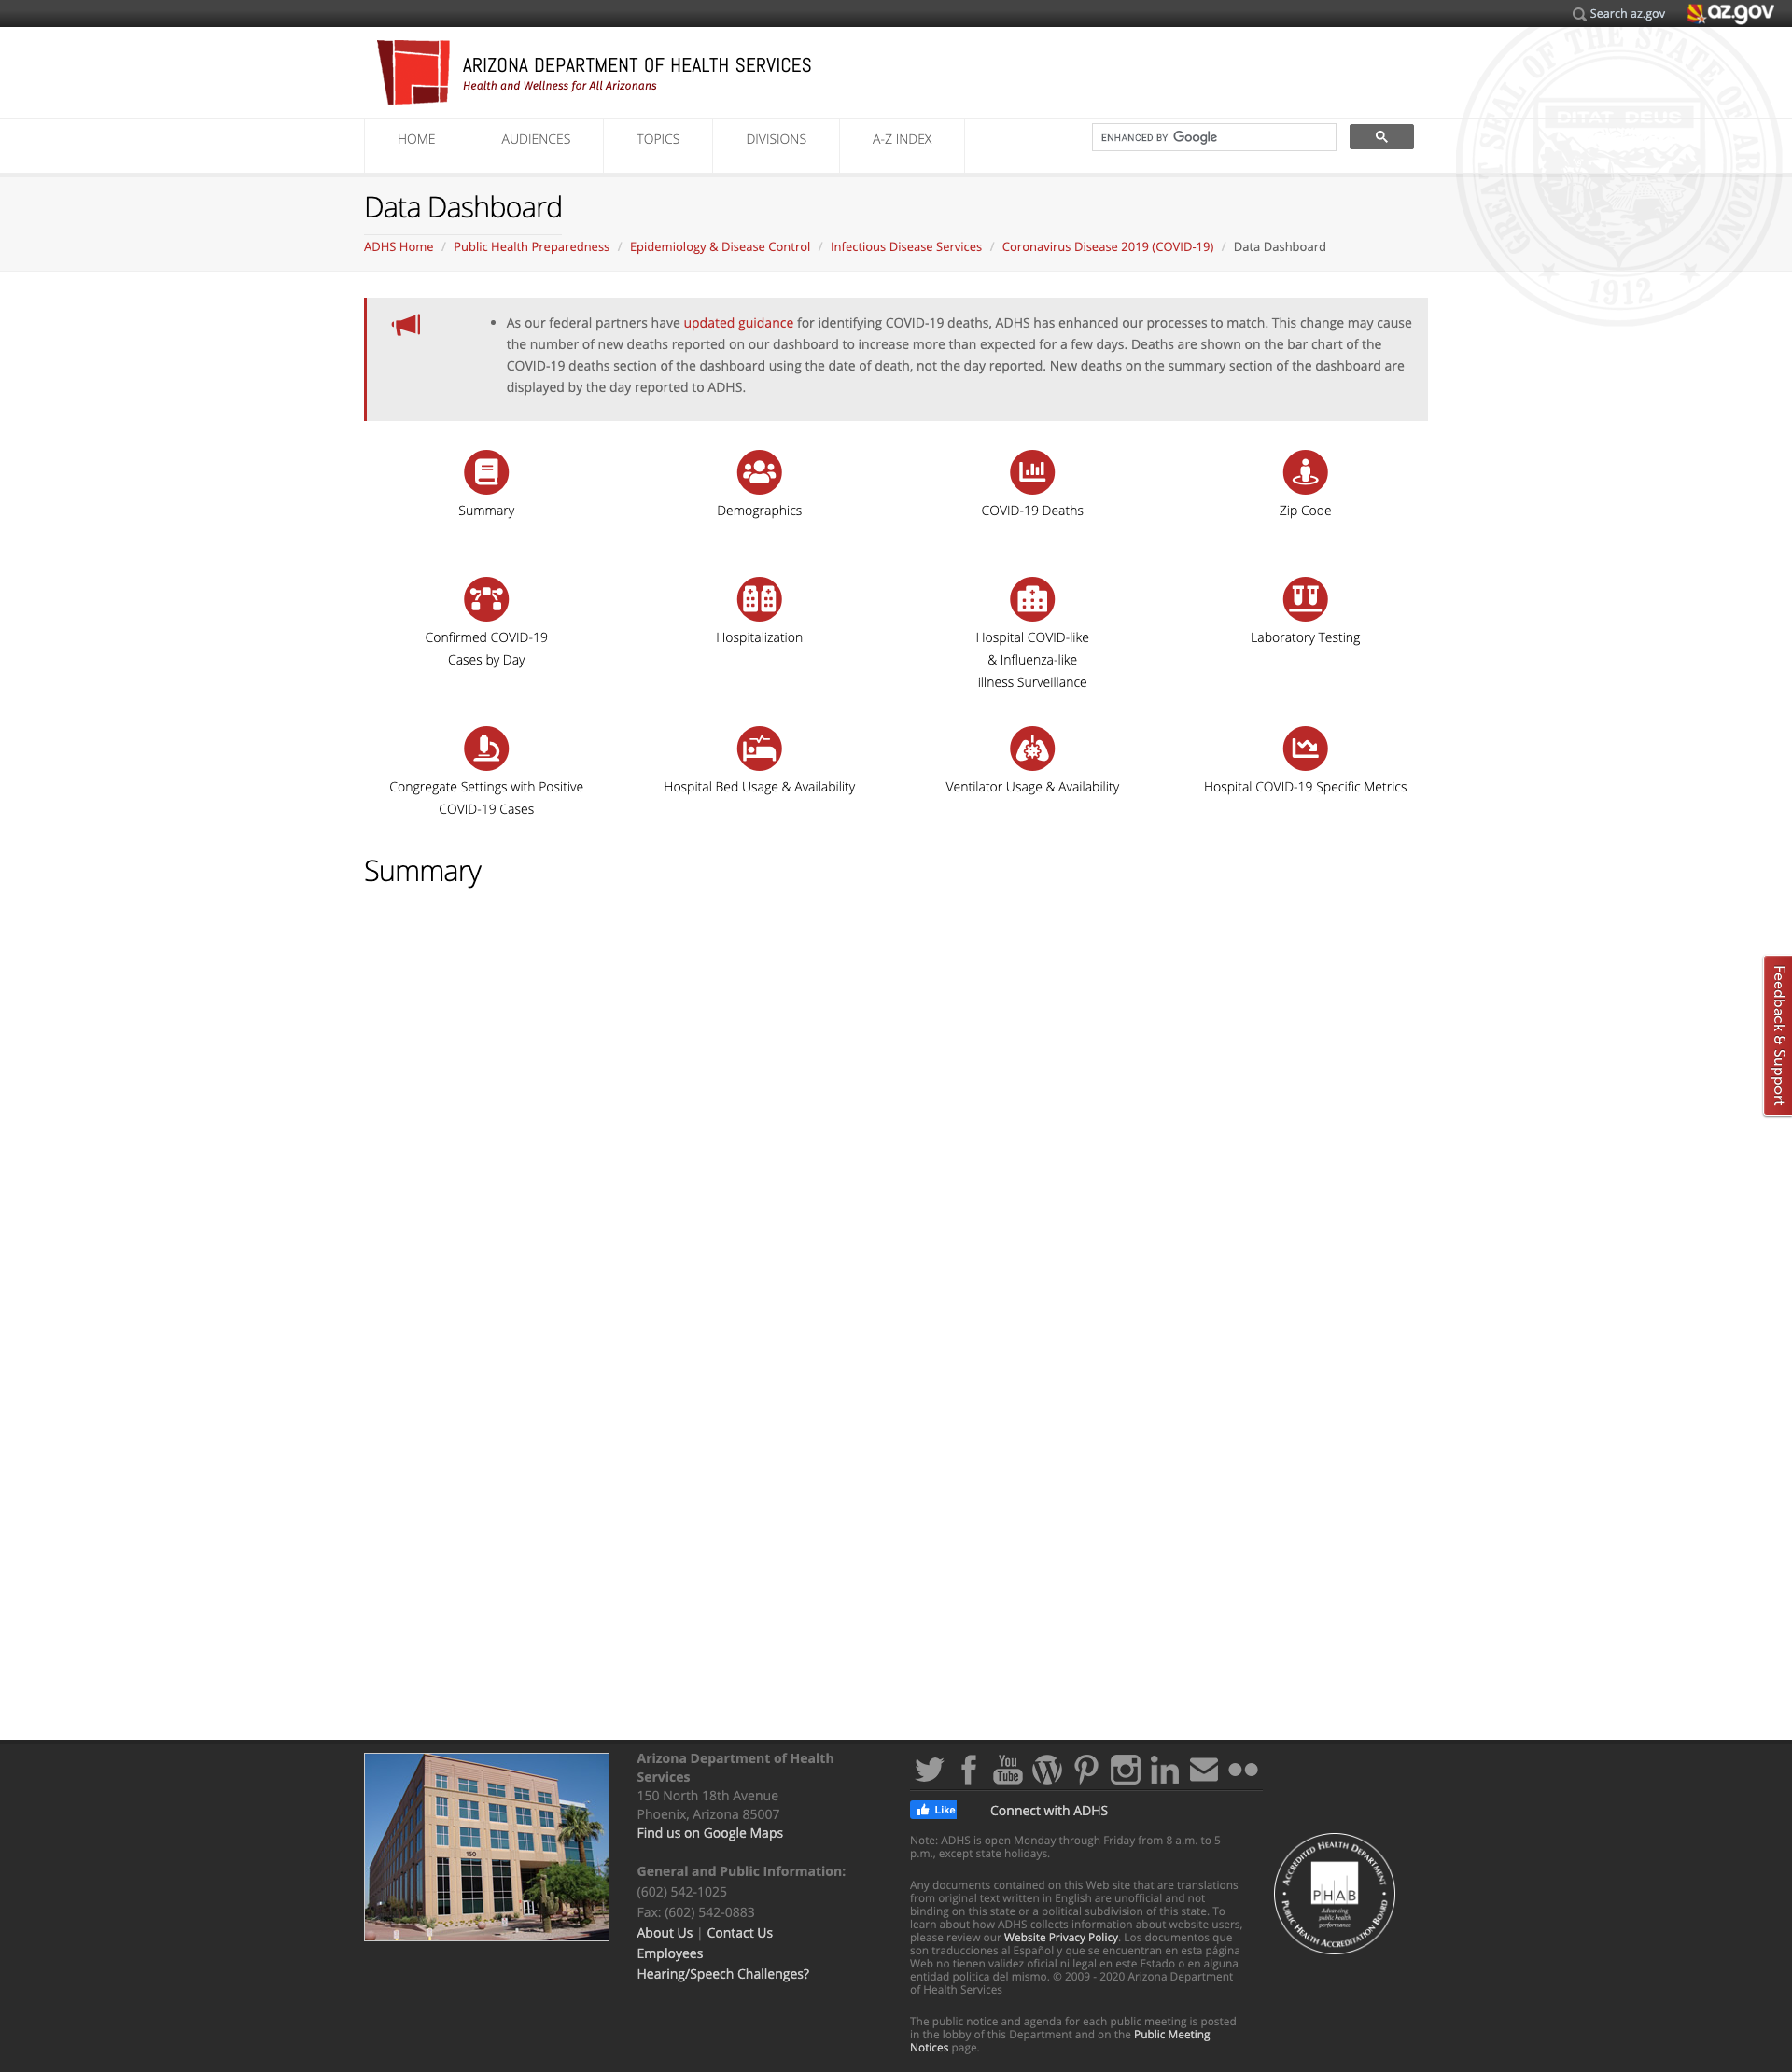 Search az.gov
az.gov
ARIZONA DEPARTMENT OF HEALTH SERVICES
Health and Wellness for All Arizonans
GREAT SEAL OF THE STATE OF ARIZONA
DITAT DEUS
1912
HOME
AUDIENCES
TOPICS
DIVISIONS
A-Z INDEX
ENHANCED BY Google
Data Dashboard
ADHS Home / Public Health Preparedness / Epidemiology & Disease Control / Infectious Disease Services / Coronavirus Disease 2019 (COVID-19) / Data Dashboard
• As our federal partners have updated guidance for identifying COVID-19 deaths, ADHS has enhanced our processes to match. This change may cause
the number of new deaths reported on our dashboard to increase more than expected for a few days. Deaths are shown on the bar chart of the
COVID-19 deaths section of the dashboard using the date of death, not the day reported. New deaths on the summary section of the dashboard are
displayed by the day reported to ADHS.
Summary
Demographics
COVID-19 Deaths
Zip Code
Confirmed COVID-19
Cases by Day
Hospitalization
Hospital COVID-like
& Influenza-like
illness Surveillance
Laboratory Testing
Congregate Settings with Positive
COVID-19 Cases
Hospital Bed Usage & Availability
Ventilator Usage & Availability
Hospital COVID-19 Specific Metrics
Summary
Feedback & Support
150
Arizona Department of Health
Services
150 North 18th Avenue
Phoenix, Arizona 85007
Find us on Google Maps
General and Public Information:
(602) 542-1025
Fax: (602) 542-0883
About Us | Contact Us
Employees
Hearing/Speech Challenges?
You
Tube
Like
Connect with ADHS
Note: ADHS is open Monday through Friday from 8 a.m. to 5
p.m., except state holidays.
Any documents contained on this Web site that are translations
from original text written in English are unofficial and not
binding on this state or a political subdivision of this state. To
learn about how ADHS collects information about website users,
please review our Website Privacy Policy. Los documentos que
son traducciones al Español y que se encuentran en esta página
Web no tienen validez oficial ni legal en este Estado o en alguna
entidad politica del mismo. © 2009 - 2020 Arizona Department
of Health Services
The public notice and agenda for each public meeting is posted
in the lobby of this Department and on the Public Meeting
Notices page.
ACCREDITED HEALTH DEPARTMENT
PHAB
Advancing
public health
performance
PUBLIC HEALTH ACCREDITATION BOARD